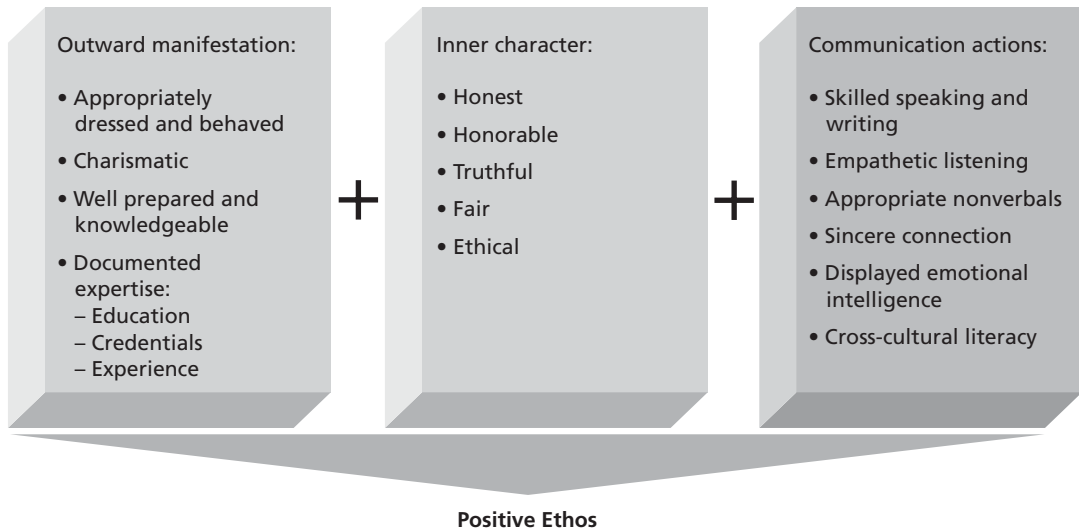 Outward manifestation:
• Appropriately
dressed and behaved
• Charismatic
• Well prepared and
knowledgeable
• Documented
expertise:
– Education
– Credentials
– Experience
+
Inner character:
• Honest
• Honorable
• Truthful
• Fair
• Ethical
+
Communication actions:
• Skilled speaking and
writing
• Empathetic listening
• Appropriate nonverbals
• Sincere connection
• Displayed emotional
intelligence
• Cross-cultural literacy
Positive Ethos